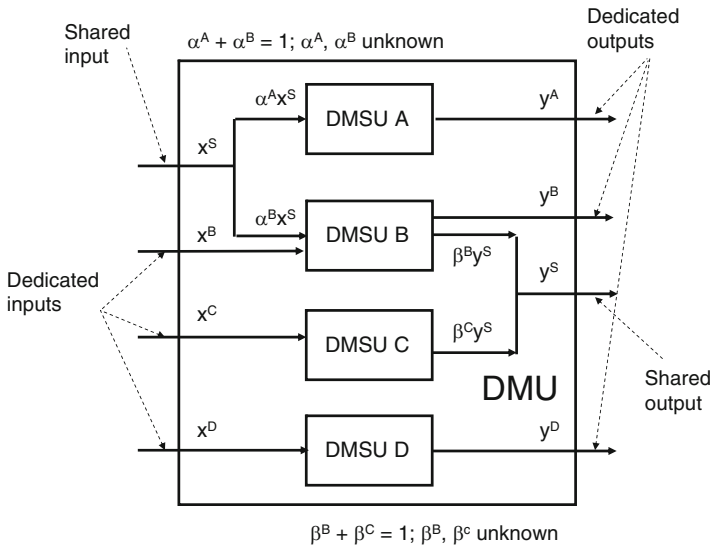 Shared
input
α^A + α^B = 1; α^A, α^B unknown
Dedicated
outputs
α^A x^S
DMSU A
y^A
x^S
α^B x^S
x^B
DMSU B
y^B
β^B y^S
y^S
Dedicated
inputs
x^C
DMSU C
β^C y^S
DMU
Shared
output
x^D
DMSU D
y^D
β^B + β^C = 1; β^B, β^c unknown